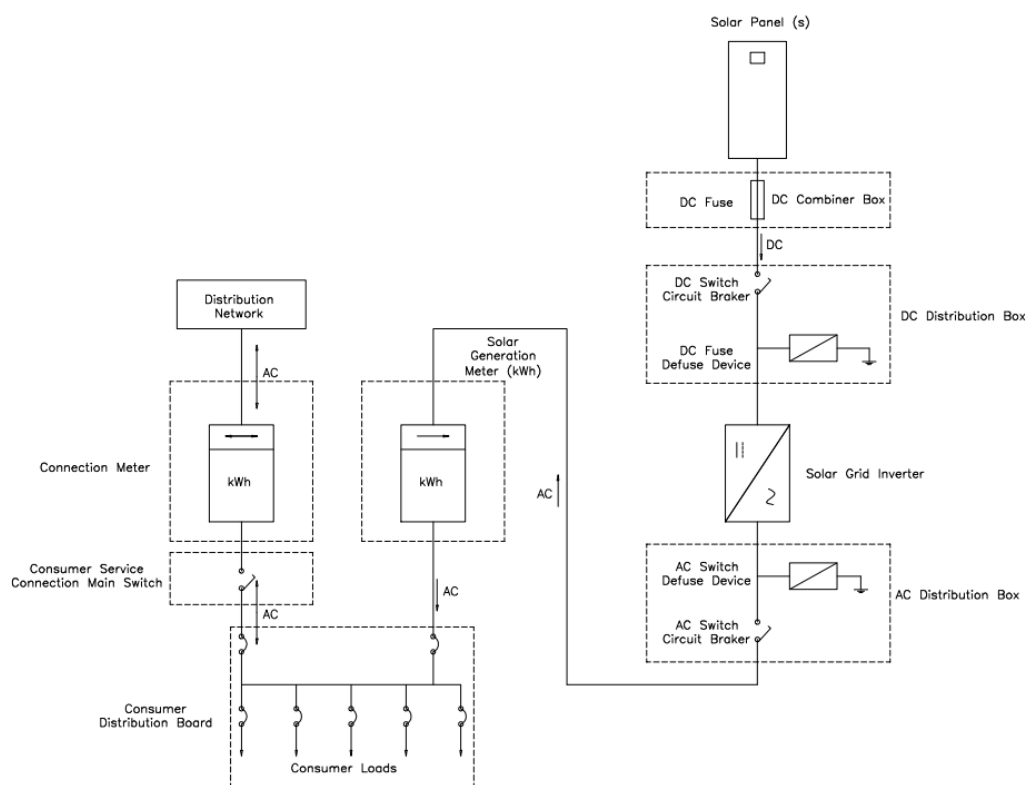 Solar Panel (s)
DC Fuse
DC Combiner Box
DC
DC Switch
Circuit Braker
DC Distribution Box
DC Fuse
Defuse Device
Distribution
Network
AC
Solar
Generation
Meter (kWh)
Connection Meter
kWh
kWh
AC
Solar Grid Inverter
Consumer Service
Connection Main Switch
AC
AC
AC Switch
Defuse Device
AC Distribution Box
AC Switch
Circuit Braker
Consumer
Distribution Board
Consumer Loads